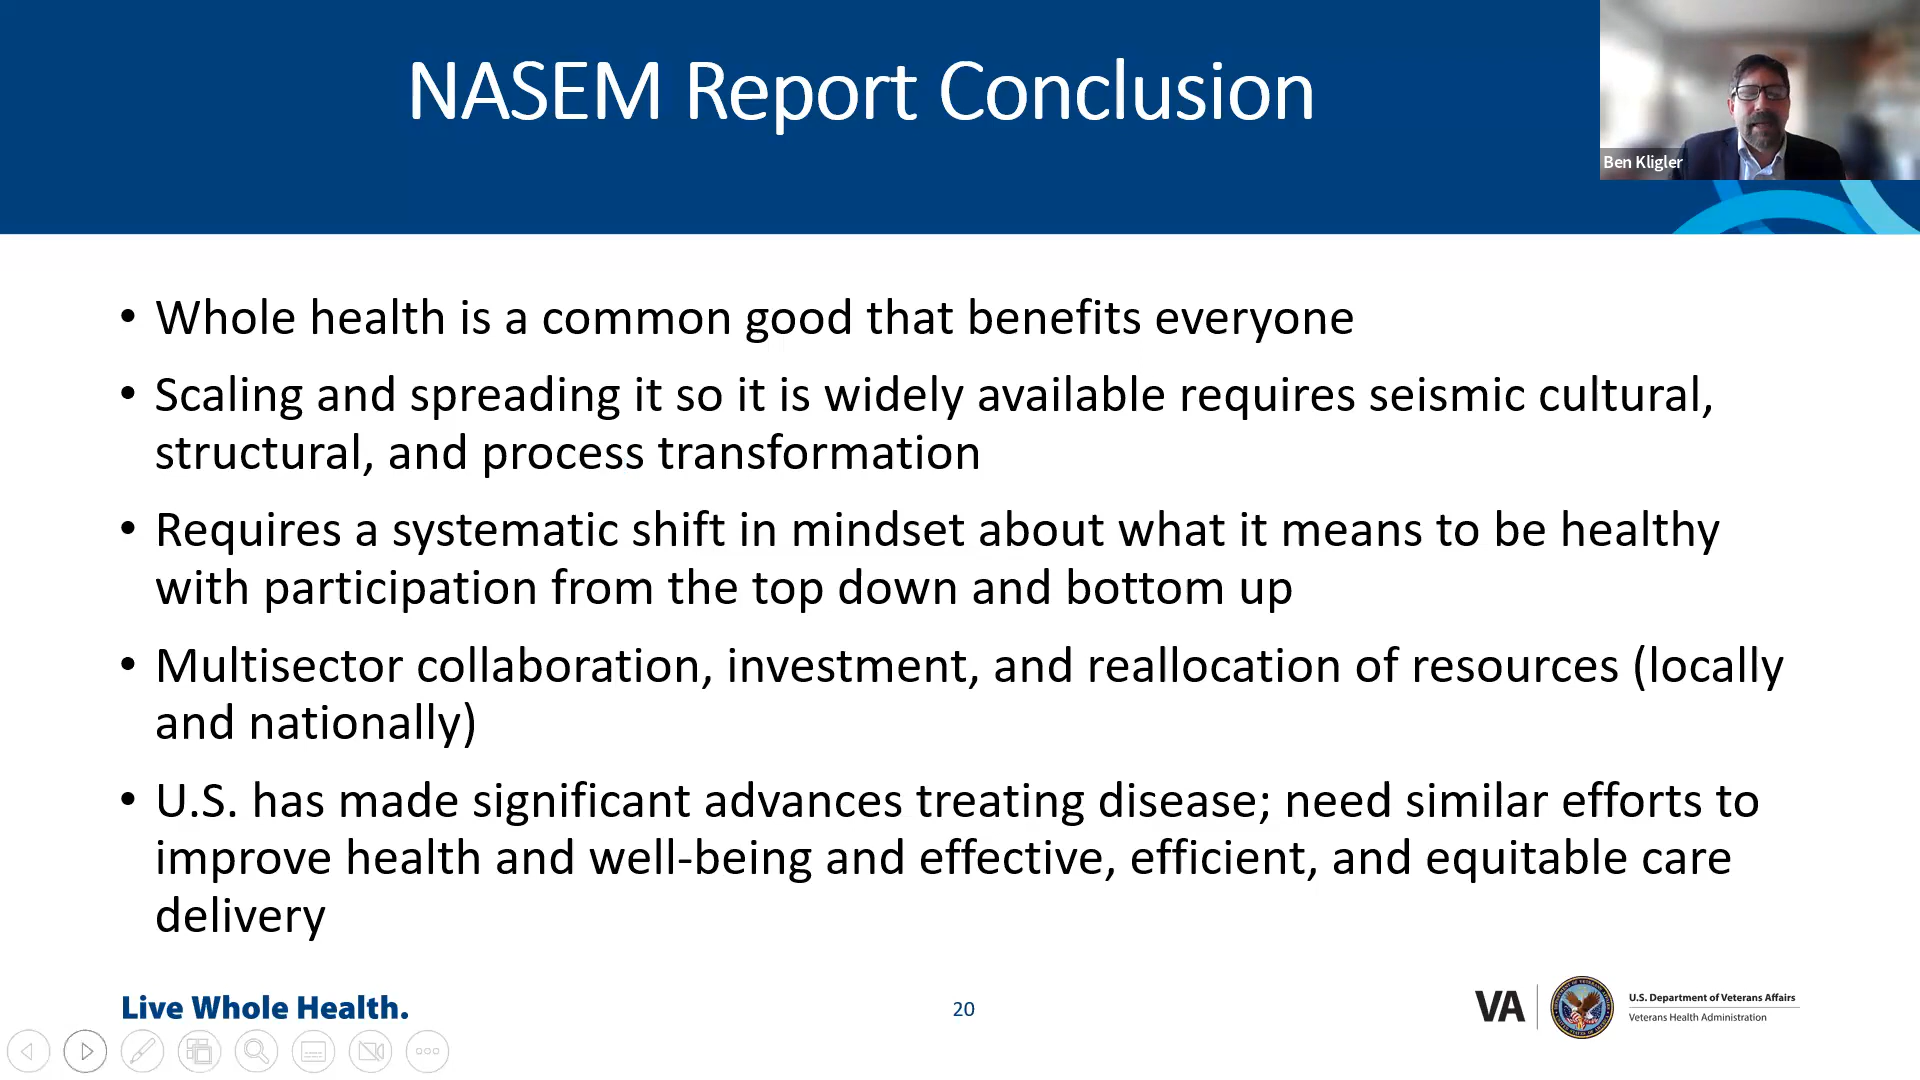 NASEM Report Conclusion
Ben Kligler
• Whole health is a common good that benefits everyone
• Scaling and spreading it so it is widely available requires seismic cultural,
structural, and process transformation
• Requires a systematic shift in mindset about what it means to be healthy
with participation from the top down and bottom up
• Multisector collaboration, investment, and reallocation of resources (locally
and nationally)
• U.S. has made significant advances treating disease; need similar efforts to
improve health and well-being and effective, efficient, and equitable care
delivery
Live Whole Health.
20
VA
U.S. Department of Veterans Affairs
Veterans Health Administration